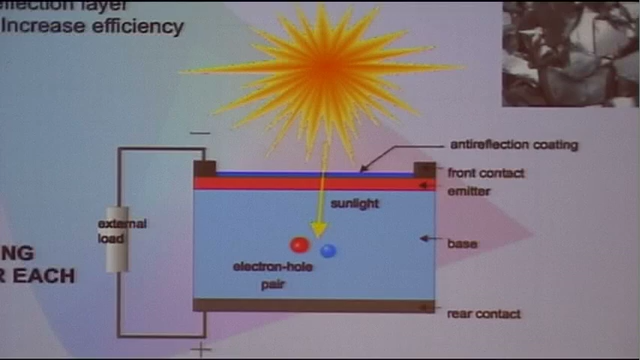 Increase efficiency
antireflection coating
front contact
emitter
sunlight
external
load
base
NG
R EACH
electron-hole
pair
rear contact